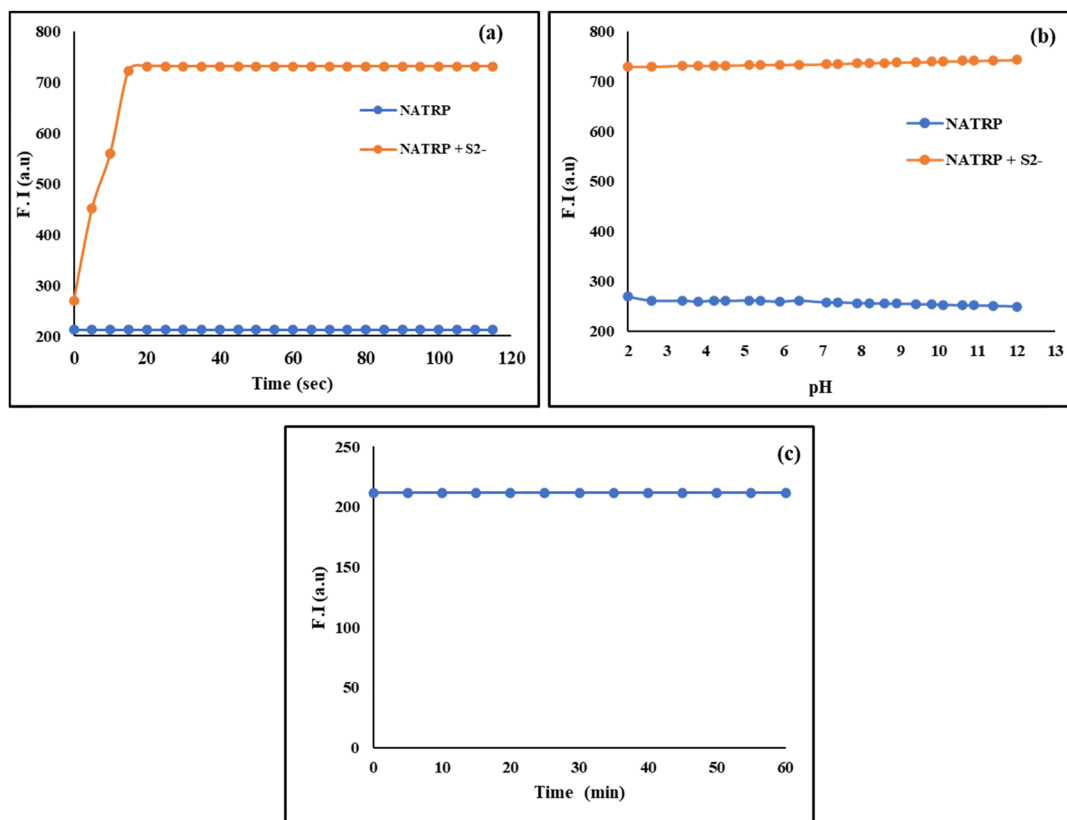 (a)
800
700
600
500
400
300
200
F. I (a.u)
NATRP
NATRP + S2-
0 20 40 60 80 100 120
Time (sec)
(b)
800
700
600
500
400
300
200
F.I (a.u)
NATRP
NATRP + S2-
2 3 4 5 6 7 8 9 10 11 12 13
pH
(c)
250
200
150
100
50
0
F.I (a.u)
0 10 20 30 40 50 60
Time (min)